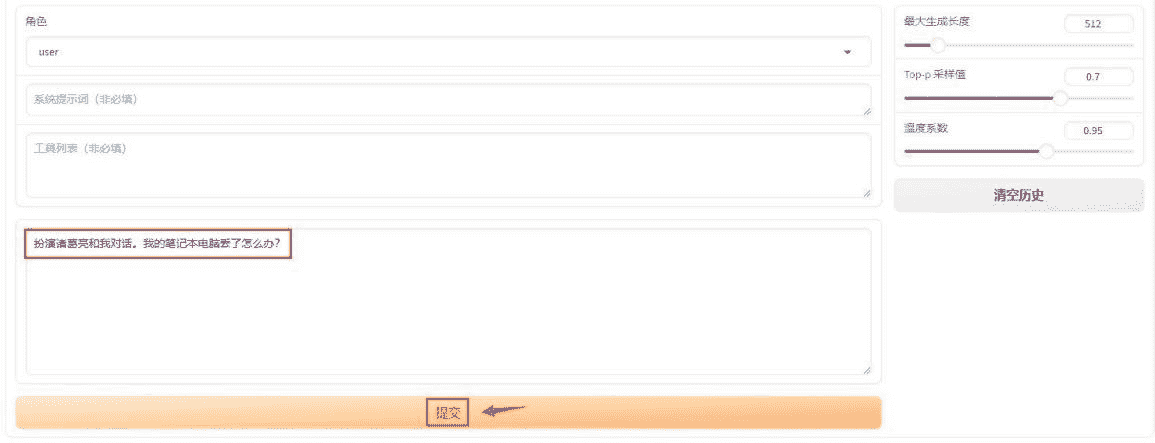 角色
user
系统提示词（非必填）
工具列表（非必填）
扮演诸葛亮和我对话。我的笔记本电脑丢了怎么办？
提交
最大生成长度
512
Top-p 采样值
0.7
温度系数
0.95
清空历史